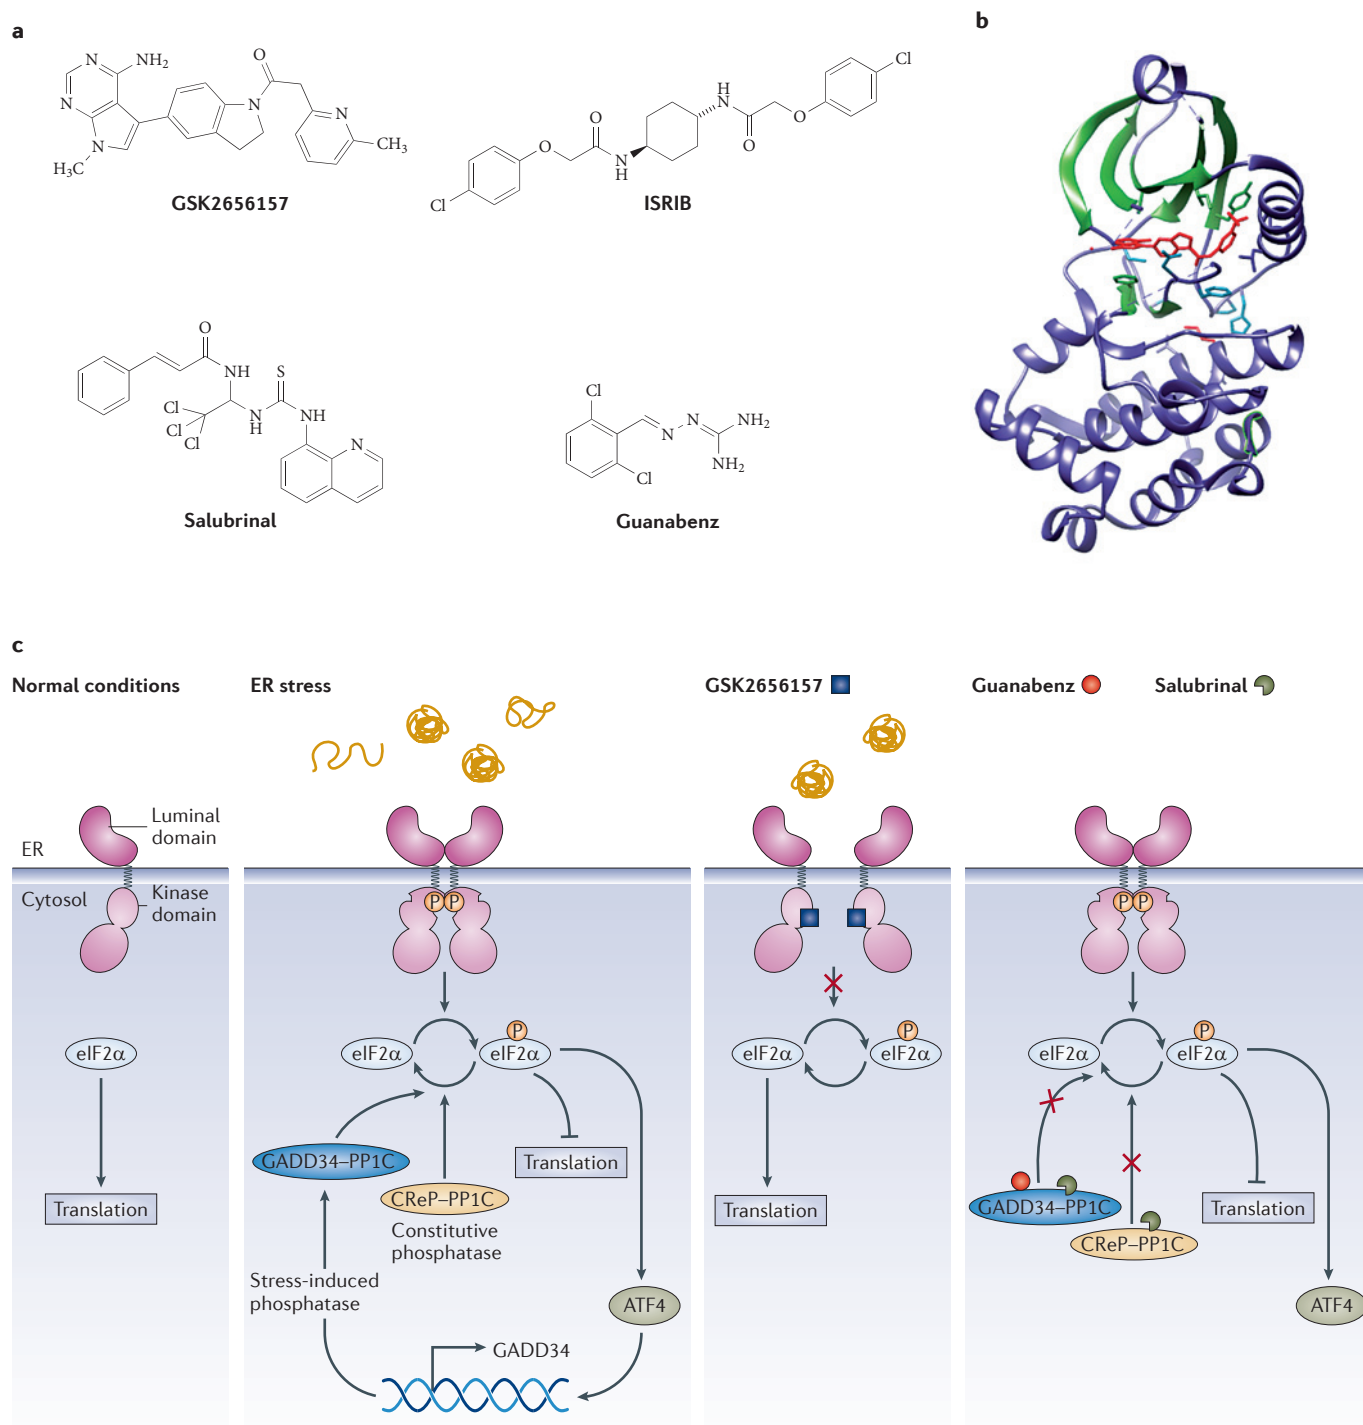 a
N
NH₂
N
N
H₃C
O
N
N
CH₃
GSK2656157
Cl
O
O
N
H
H
N
O
O
Cl
ISRIB
b
O
NH
S
Cl
Cl
Cl
N
H
NH
N
Salubrinal
Cl
Cl
N
N
NH₂
NH₂
Guanabenz
c
Normal conditions
ER stress
GSK2656157
Guanabenz
Salubrinal
Luminal
domain
ER
Cytosol
Kinase
domain
eIF2α
Translation
P
P
eIF2α
P
eIF2α
GADD34–PP1C
CReP–PP1C
Constitutive
phosphatase
Translation
Stress-induced
phosphatase
ATF4
GADD34
eIF2α
P
eIF2α
Translation
P
P
eIF2α
P
eIF2α
GADD34–PP1C
CReP–PP1C
Translation
ATF4